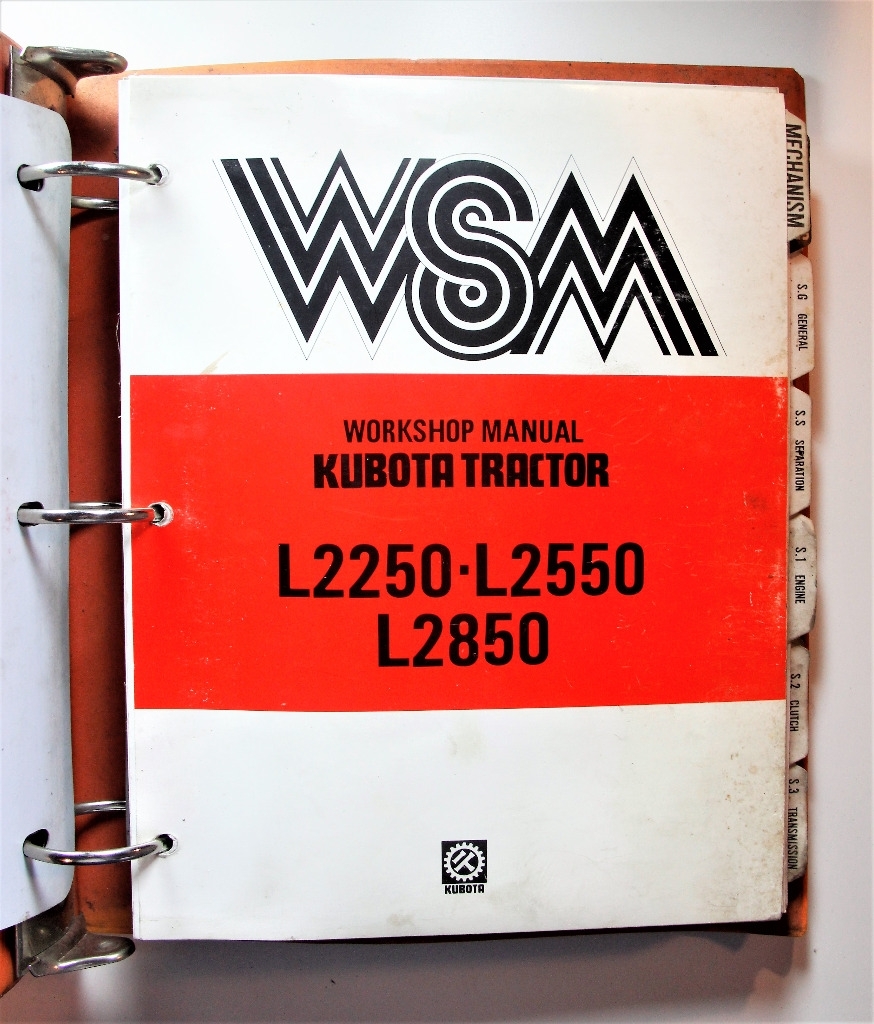 WSM
WORKSHOP MANUAL
KUBOTA TRACTOR
L2250·L2550
L2850
KUBOTA
MECHANISM
S.G GENERAL
S.S SEPARATION
S.1 ENGINE
S.2 CLUTCH
S.3 TRANSMISSION